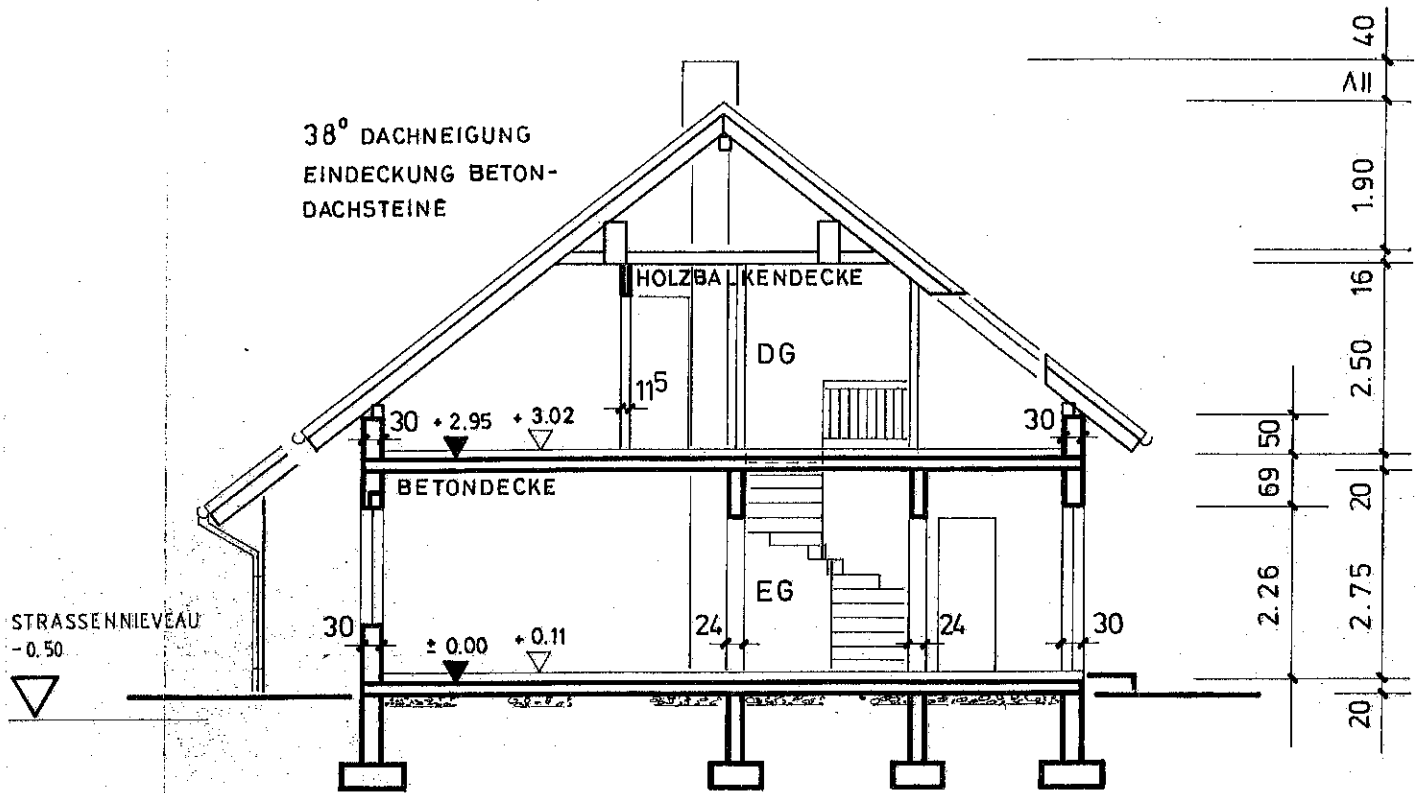 38° DACHNEIGUNG
EINDECKUNG BETON-
DACHSTEINE
HOLZBALKENDECKE
DG
11⁵
30 + 2.95 + 3.02
30
BETONDECKE
EG
STRASSENNIEVEAU
- 0.50
30
± 0.00 + 0.11
24
24
30
50
69
2.26
40
1.90
16
2.50
20
2.75
20